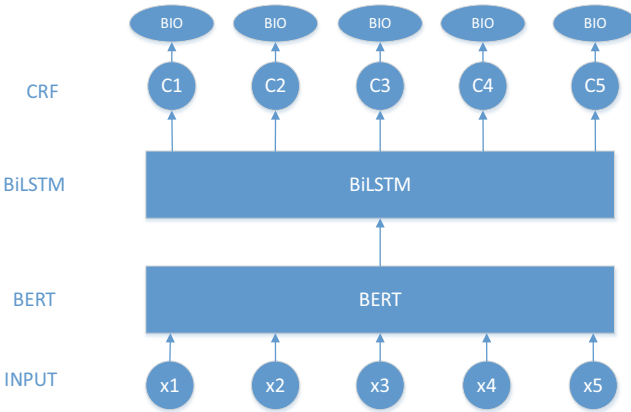 BIO BIO BIO BIO BIO
CRF C1 C2 C3 C4 C5
BiLSTM BiLSTM
BERT BERT
INPUT x1 x2 x3 x4 x5